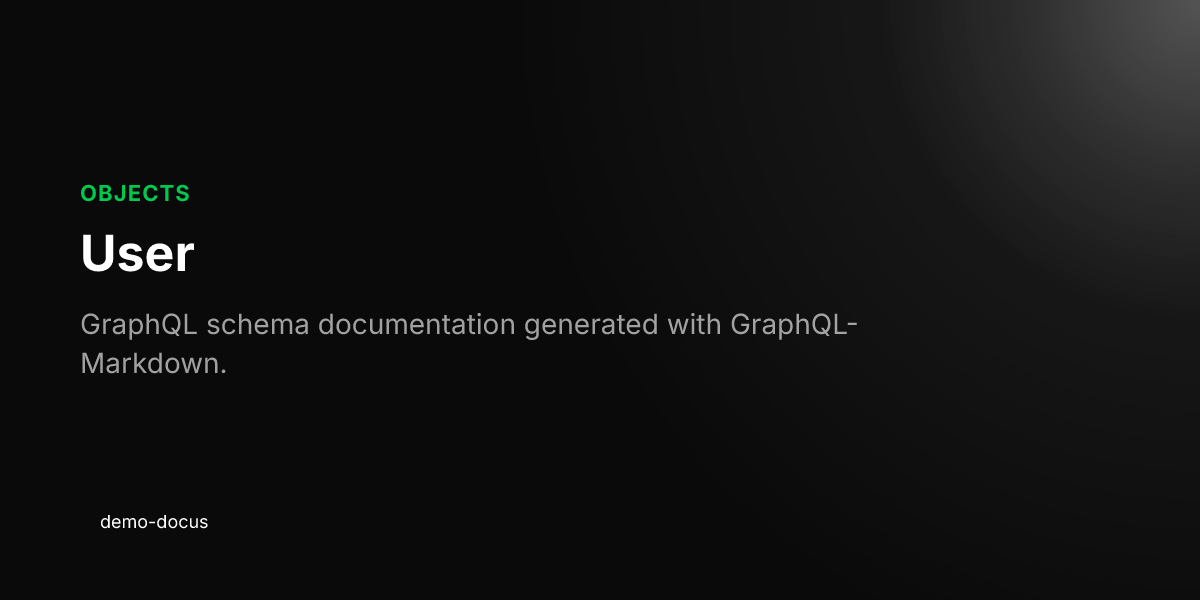 OBJECTS
User
GraphQL schema documentation generated with GraphQL-
Markdown.
demo-docus